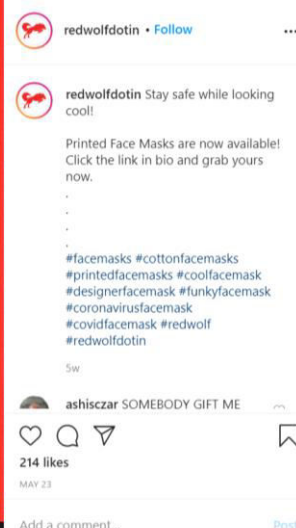 redwolfdotin • Follow
redwolfdotin Stay safe while looking
cool!
Printed Face Masks are now available!
Click the link in bio and grab yours
now.
.
.
.
.
#facemasks #cottonfacemasks
#printedfacemasks #coolfacemask
#designerfacemask #funkyfacemask
#coronavirusfacemask
#covidfacemask #redwolf
#redwolfdotin
5w
ashisczar SOMEBODY GIFT ME
214 likes
MAY 23
Add a comment...
Post